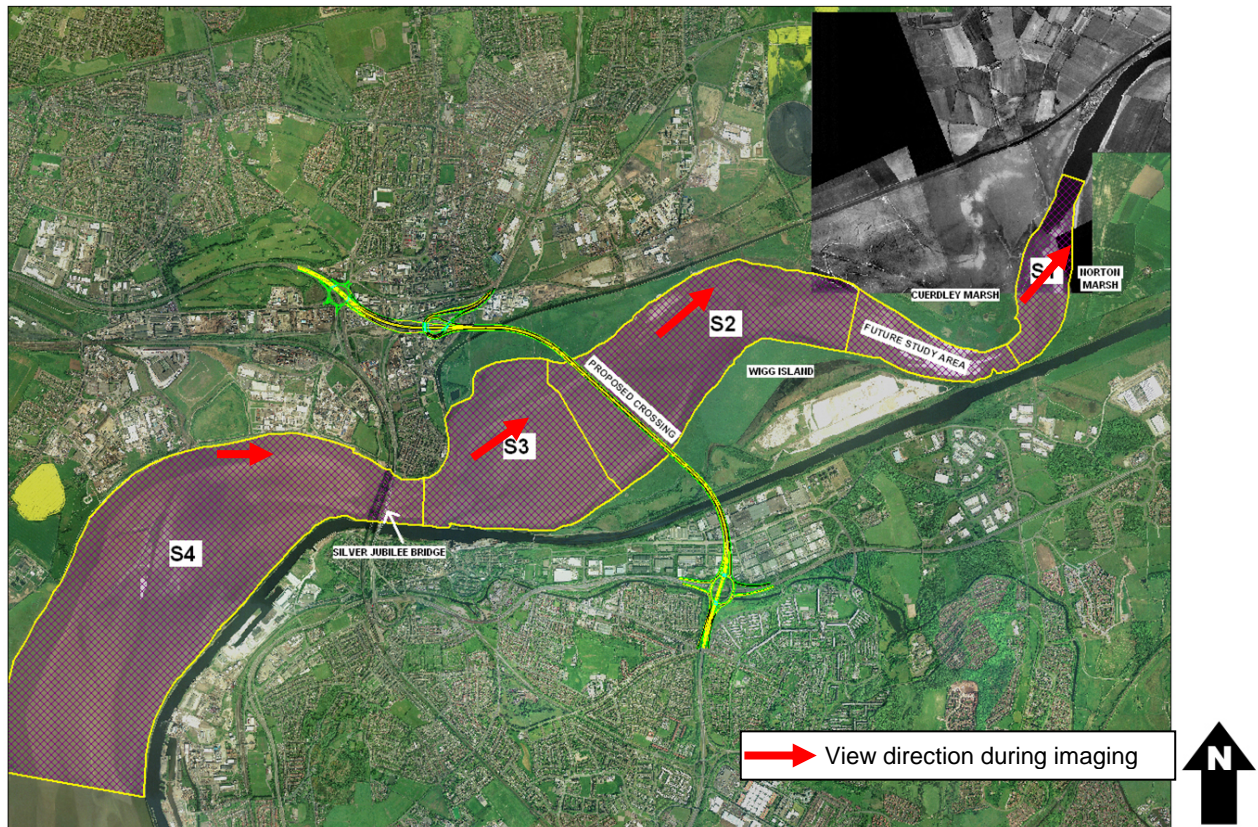 S1
NORTON
MARSH
CUERDLEY MARSH
S2
FUTURE STUDY AREA
WIGG ISLAND
PROPOSED CROSSING
S3
S4
SILVER JUBILEE BRIDGE
View direction during imaging
N